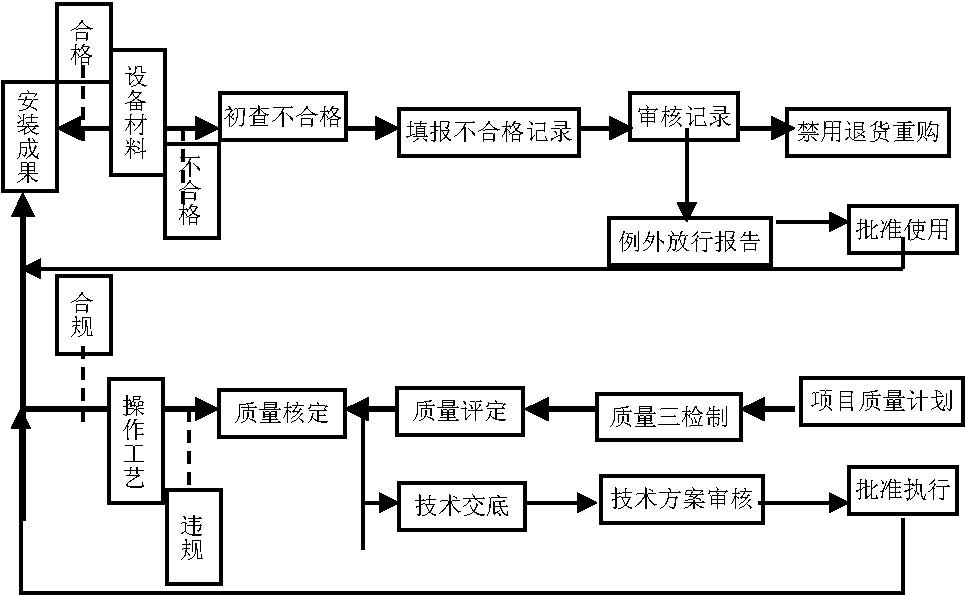 合格
设备材料
安装成果
不合格
初查不合格
填报不合格记录
审核记录
禁用退货重购
例外放行报告
批准使用
合规
操作工艺
违规
质量核定
质量评定
质量三检制
项目质量计划
技术交底
技术方案审核
批准执行